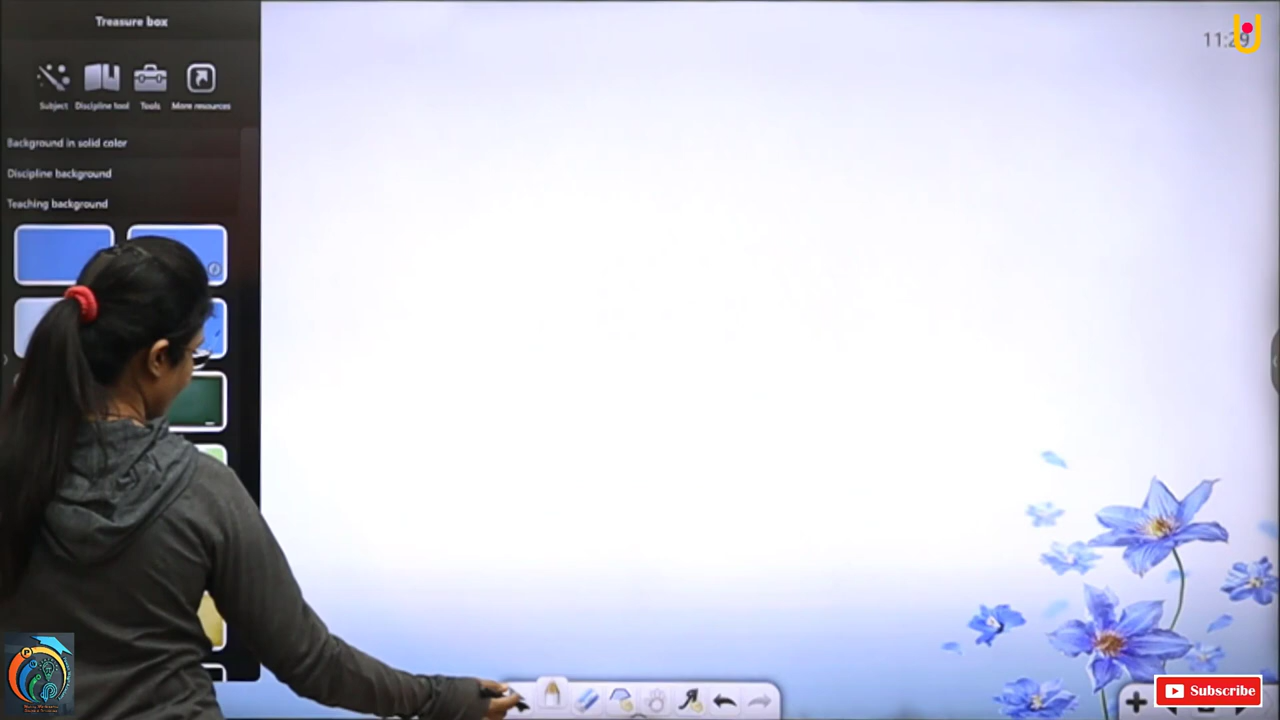 Treasure box
11:29
Subject Discipline tool Tools More resources
Background in solid color
Discipline background
Teaching background
Subscribe